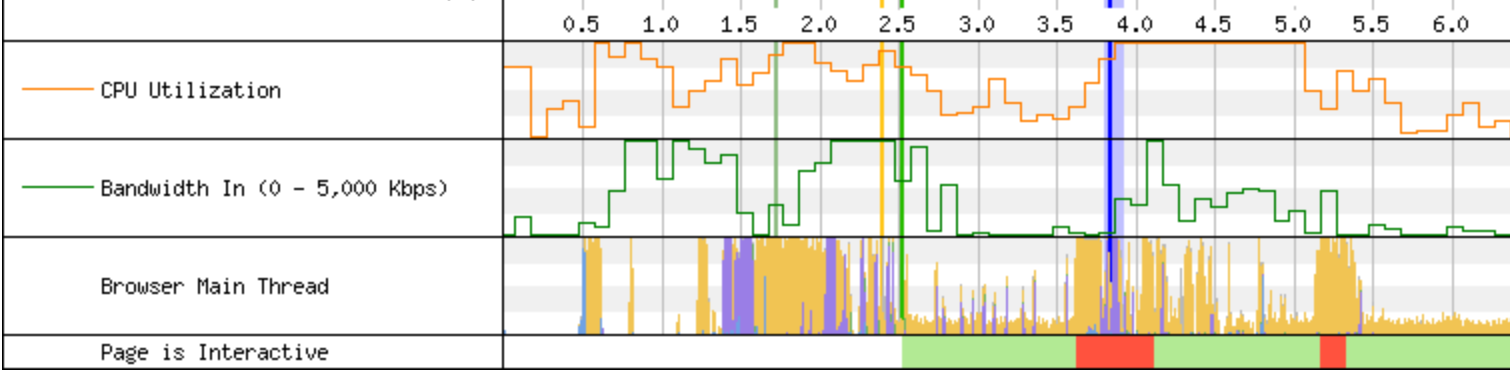 0.5 1.0 1.5 2.0 2.5 3.0 3.5 4.0 4.5 5.0 5.5 6.0
CPU Utilization
Bandwidth In (0 - 5,000 Kbps)
Browser Main Thread
Page is Interactive